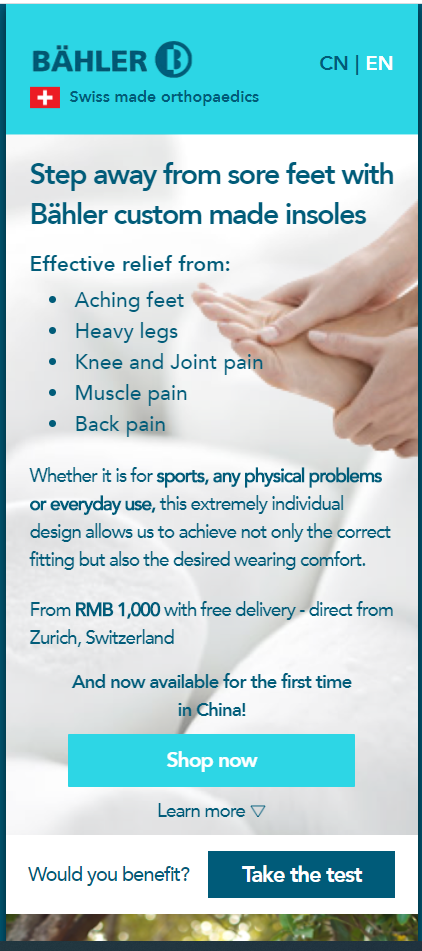 BÄHLER
CN | EN
Swiss made orthopaedics
Step away from sore feet with
Bähler custom made insoles
Effective relief from:
• Aching feet
• Heavy legs
• Knee and Joint pain
• Muscle pain
• Back pain
Whether it is for sports, any physical problems
or everyday use, this extremely individual
design allows us to achieve not only the correct
fitting but also the desired wearing comfort.
From RMB 1,000 with free delivery - direct from
Zurich, Switzerland
And now available for the first time
in China!
Shop now
Learn more ▽
Would you benefit? Take the test